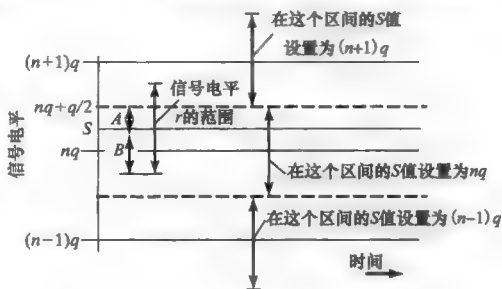 在这个区间的S值
设置为(n+1)q
(n+1)q
信号电平
r的范围
nq+q/2
A
S
B
nq
在这个区间的S值设置为nq
在这个区间的S值设置为(n-1)q
(n-1)q
时间
信号电平